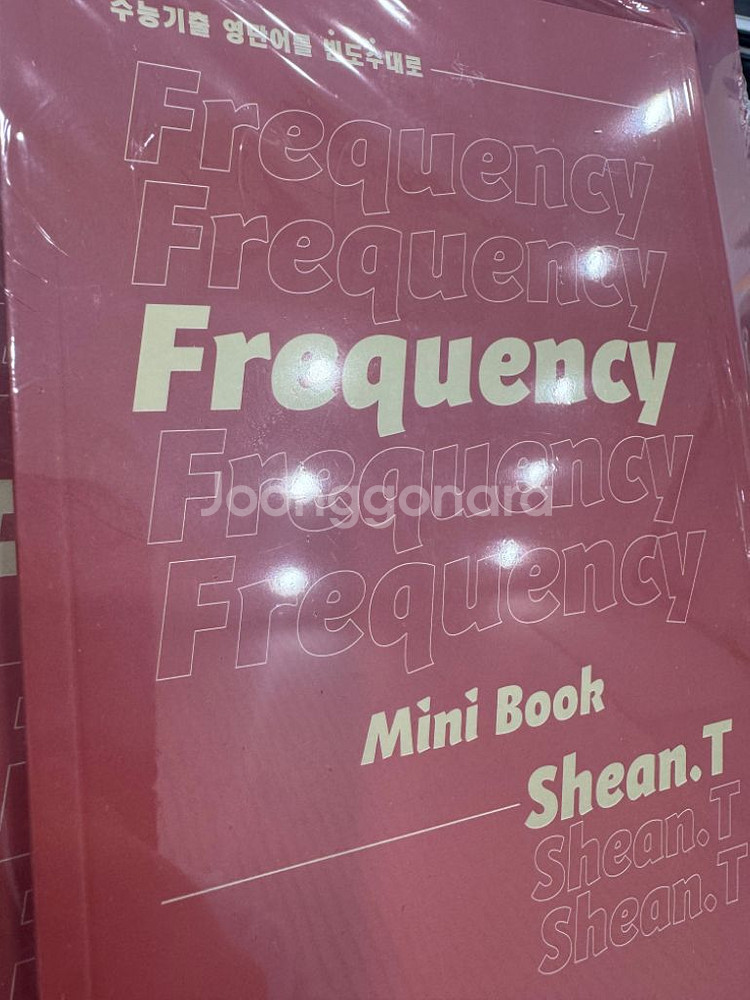 수능기출 영단어를 빈도수대로
Frequency
Frequency
Frequency
Frequency
Joonggonara
Frequency
Mini Book
Shean.T
Shean.T
Shean.T